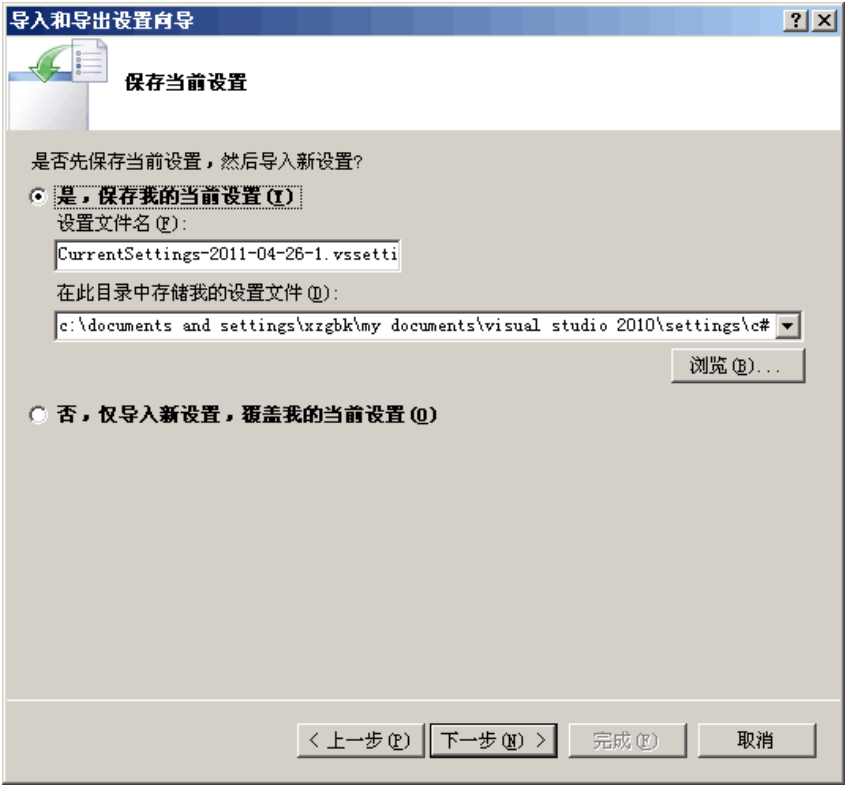 导入和导出设置向导
保存当前设置
是否先保存当前设置，然后导入新设置?
是，保存我的当前设置(Y)
设置文件名(F):
CurrentSettings-2011-04-26-1.vssetti
在此目录中存储我的设置文件(D):
c:\documents and settings\xzgbk\my documents\visual studio 2010\settings\c#
浏览(B)...
否，仅导入新设置，覆盖我的当前设置(O)
< 上一步(P)
下一步(N) >
完成(F)
取消